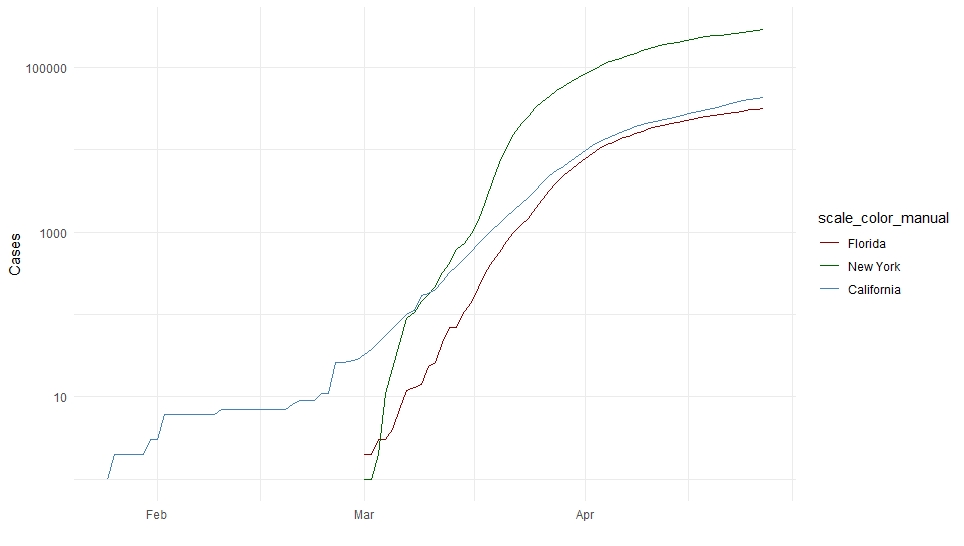 100000
1000
10
Cases
Feb
Mar
Apr
scale_color_manual
Florida
New York
California